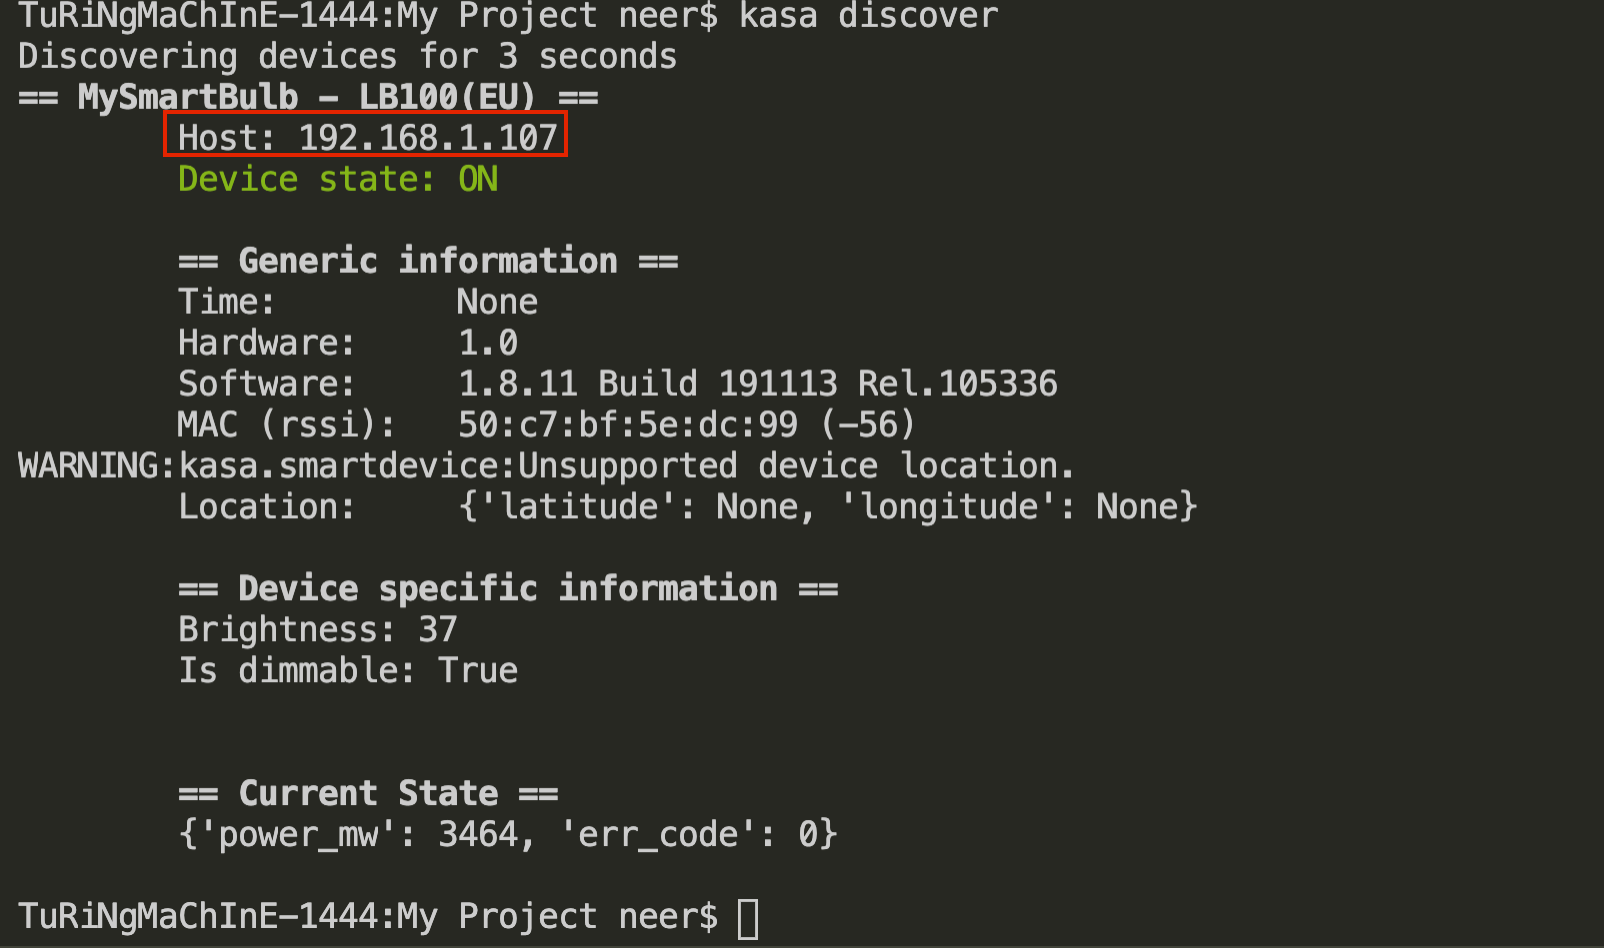 TuRiNgMaChInE-1444:My Project neer$ kasa discover
Discovering devices for 3 seconds
== MySmartBulb - LB100(EU) ==
Host: 192.168.1.107
Device state: ON
== Generic information ==
Time: None
Hardware: 1.0
Software: 1.8.11 Build 191113 Rel.105336
MAC (rssi): 50:c7:bf:5e:dc:99 (-56)
WARNING:kasa.smartdevice:Unsupported device location.
Location: {'latitude': None, 'longitude': None}
== Device specific information ==
Brightness: 37
Is dimmable: True
== Current State ==
{'power_mw': 3464, 'err_code': 0}
TuRiNgMaChInE-1444:My Project neer$